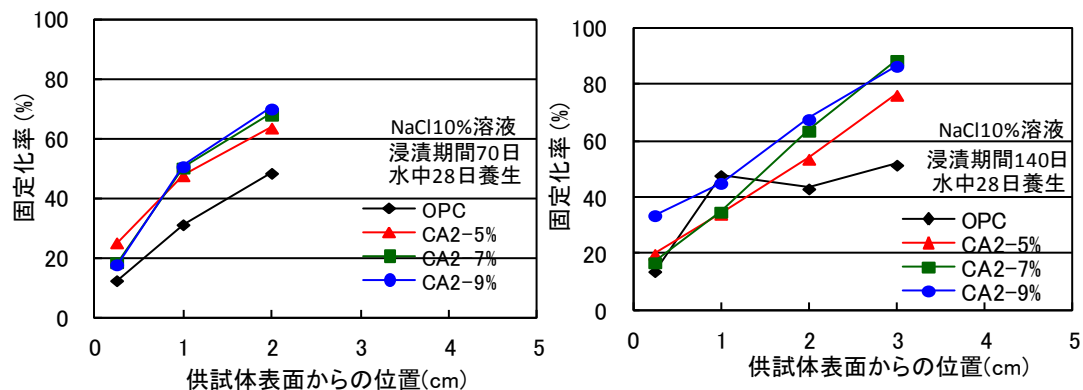 100
80
60
40
20
0
固定化率(%)
NaCl10%溶液
浸漬期間70日
水中28日養生
OPC
CA2-5%
CA2-7%
CA2-9%
0 1 2 3 4 5
供試体表面からの位置(cm)
100
80
60
40
20
0
固定化率(%)
NaCl10%溶液
浸漬期間140日
水中28日養生
OPC
CA2-5%
CA2-7%
CA2-9%
0 1 2 3 4 5
供試体表面からの位置(cm)